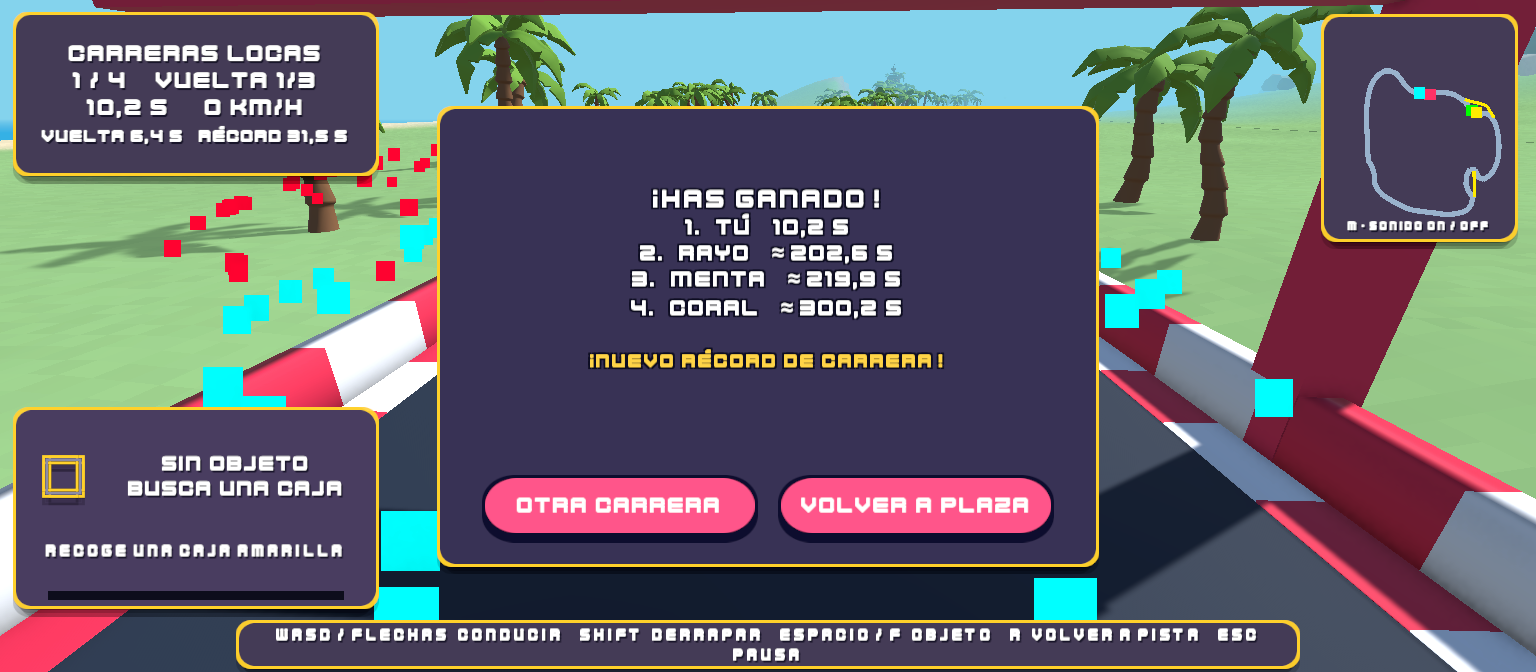 CARRERAS LOCAS
1 / 4 VUELTA 1/3
10,2 S 0 KM/H
VUELTA 6,4 S RÉCORD 31,5 S
M · SONIDO ON / OFF
¡HAS GANADO !
1. TÚ 10,2 S
2. RAYO ≈202,6 S
3. MENTA ≈219,9 S
4. CORAL ≈300,2 S
¡NUEVO RÉCORD DE CARRERA !
OTRA CARRERA
VOLVER A PLAZA
SIN OBJETO
BUSCA UNA CAJA
RECOGE UNA CAJA AMARILLA
WASD / FLECHAS CONDUCIR SHIFT DERRAPAR ESPACIO / F OBJETO R VOLVER A PISTA ESC
PAUSA